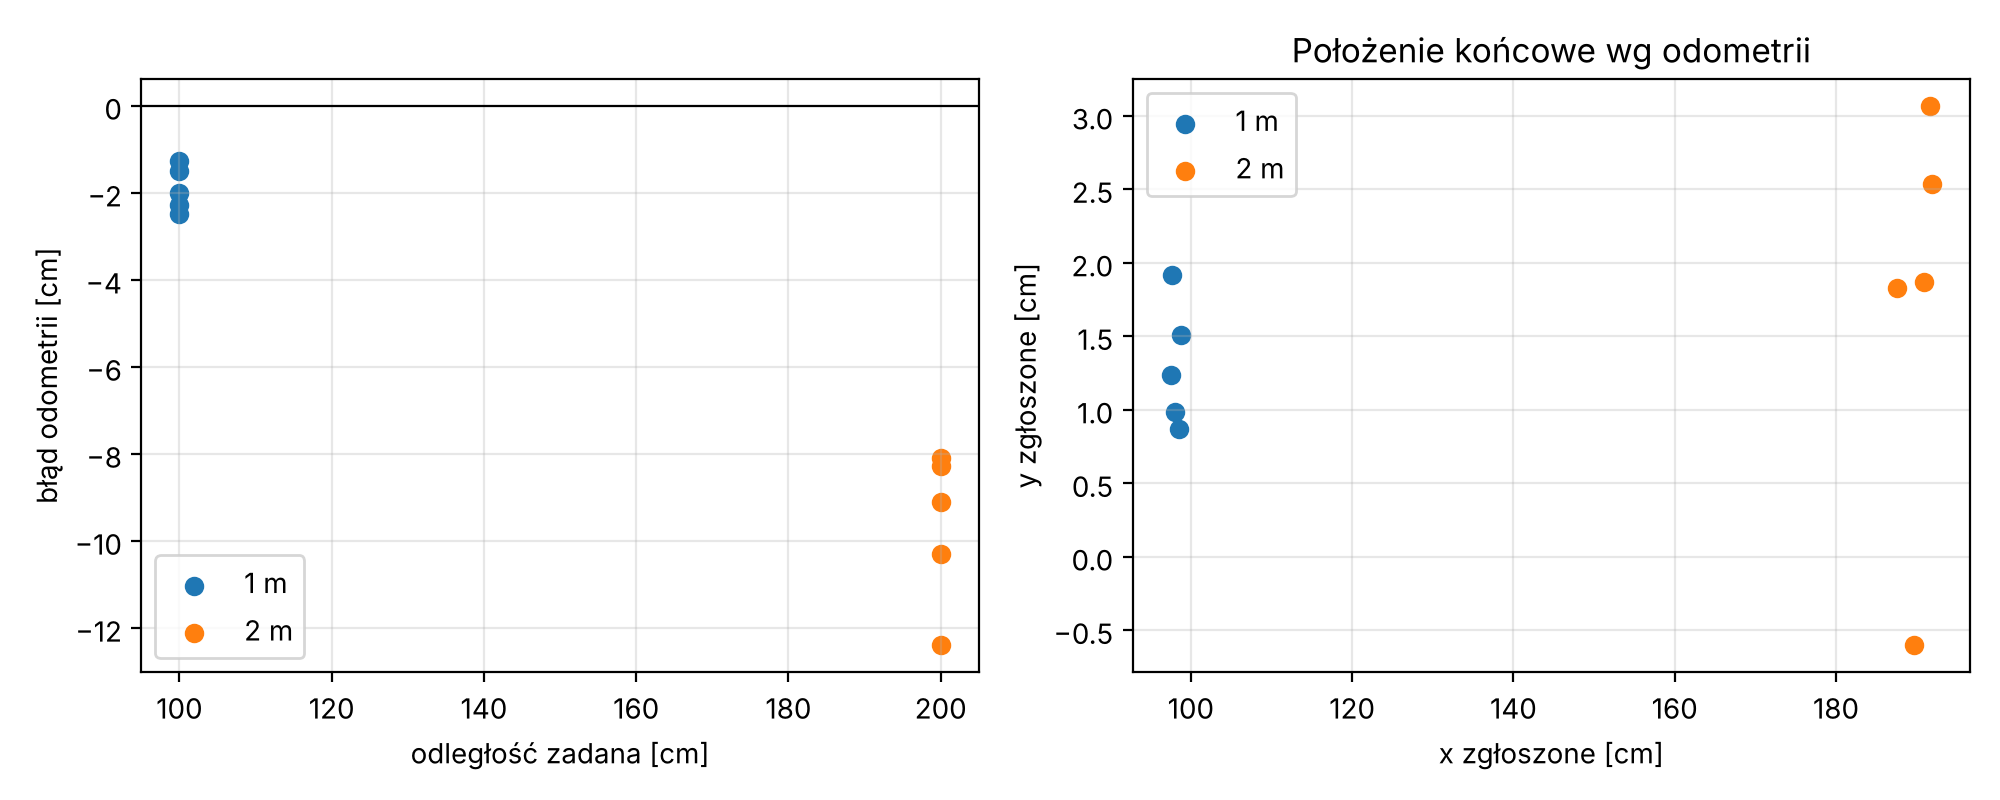 0
−2
−4
−6
−8
−10
−12
błąd odometrii [cm]
1 m
2 m
100 120 140 160 180 200
odległość zadana [cm]
Położenie końcowe wg odometrii
3.0
2.5
2.0
1.5
1.0
0.5
0.0
−0.5
y zgłoszone [cm]
1 m
2 m
100 120 140 160 180
x zgłoszone [cm]